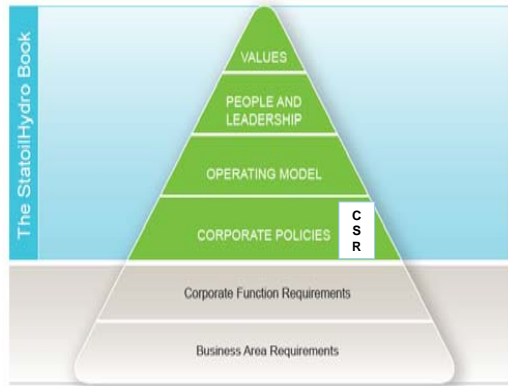 The StatoilHydro Book
VALUES
PEOPLE AND
LEADERSHIP
OPERATING MODEL
CORPORATE POLICIES
C
S
R
Corporate Function Requirements
Business Area Requirements